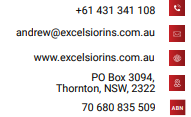 +61 431 341 108
andrew@excelsiorins.com.au
www.excelsiorins.com.au
PO Box 3094,
Thornton, NSW, 2322
70 680 835 509 ABN